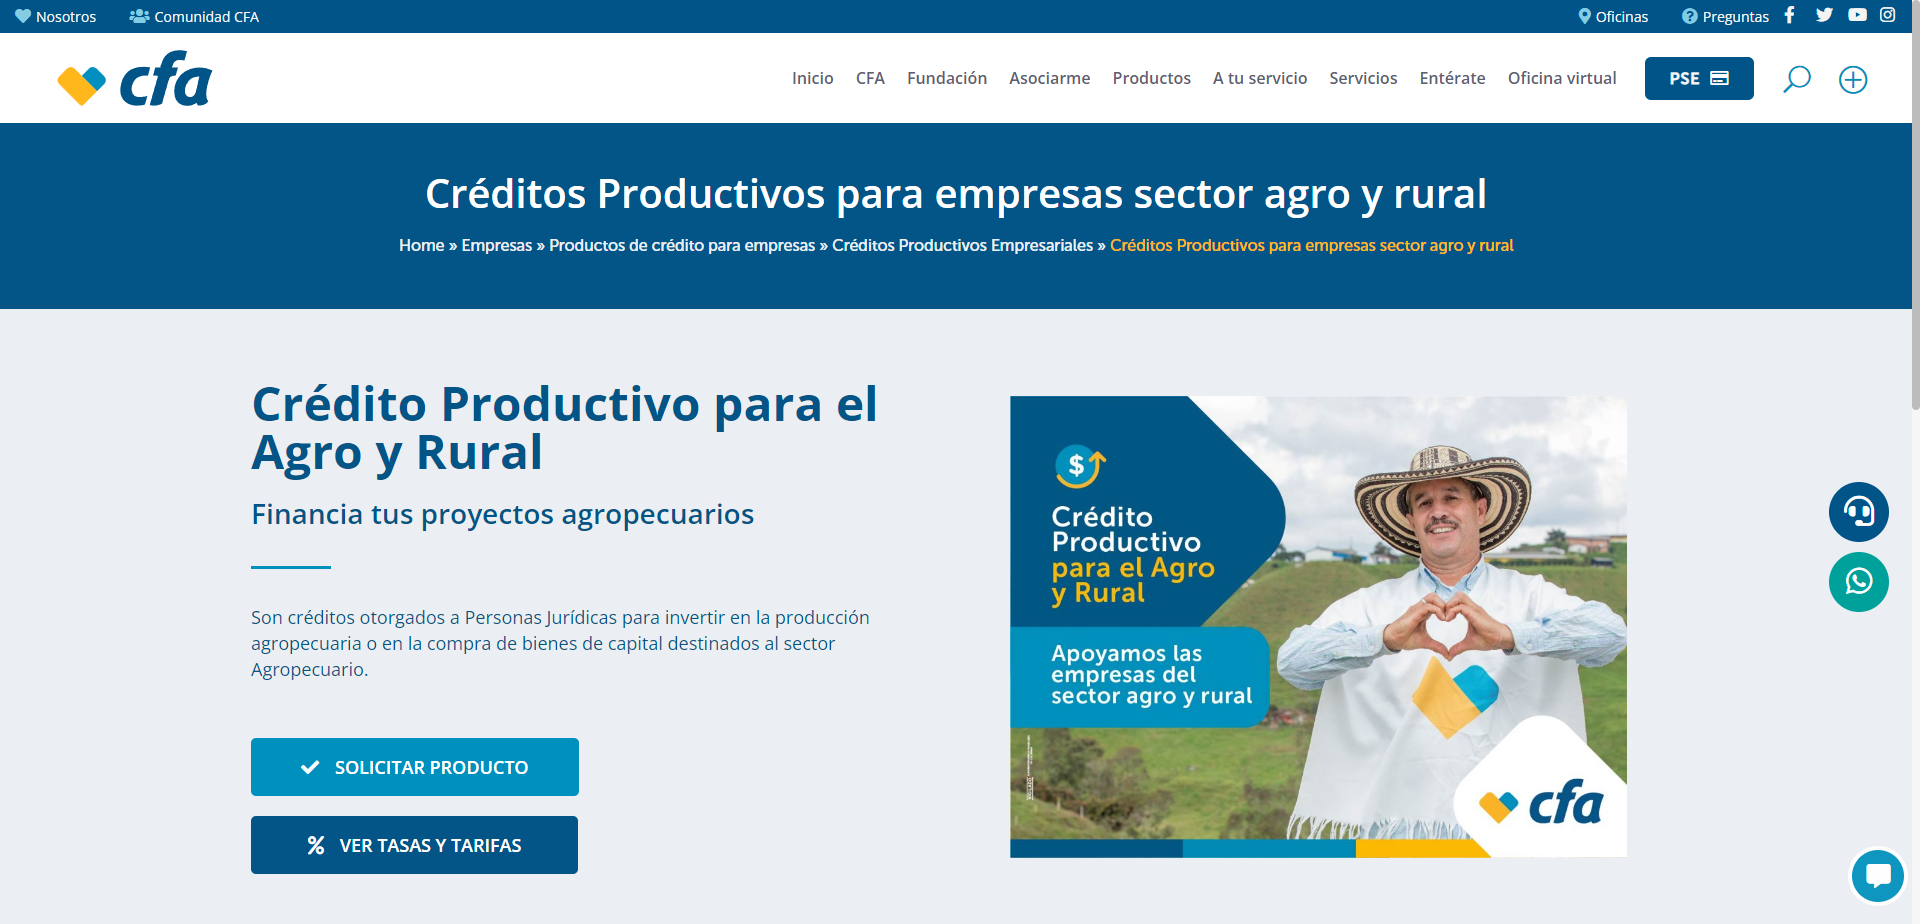 Nosotros
Comunidad CFA
Oficinas
Preguntas
cfa
Inicio
CFA
Fundación
Asociarme
Productos
A tu servicio
Servicios
Entérate
Oficina virtual
PSE
Créditos Productivos para empresas sector agro y rural
Home » Empresas » Productos de crédito para empresas » Créditos Productivos Empresariales » Créditos Productivos para empresas sector agro y rural
Crédito Productivo para el
Agro y Rural
Financia tus proyectos agropecuarios
Son créditos otorgados a Personas Jurídicas para invertir en la producción
agropecuaria o en la compra de bienes de capital destinados al sector
Agropecuario.
SOLICITAR PRODUCTO
VER TASAS Y TARIFAS
$
Crédito
Productivo
para el Agro
y Rural
Apoyamos las
empresas del
sector agro y rural
cfa